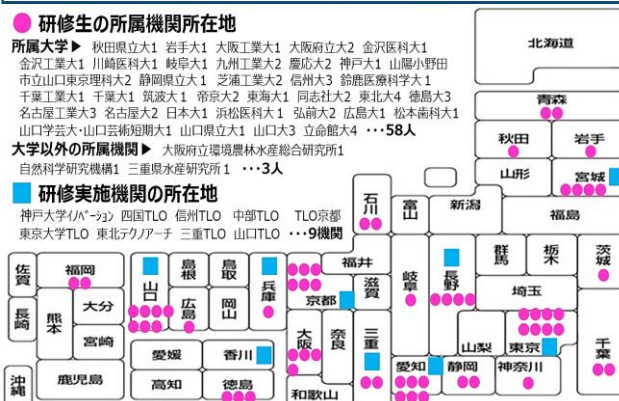 研修生の所属機関所在地
所属大学▶ 秋田県立大1 岩手大1 大阪工業大1 大阪府立大2 金沢医科大1
金沢工業大1 川崎医科大1 岐阜大1 九州工業大2 慶応大2 神戸大1 山陽小野田
市立山口東京理科大2 静岡県立大1 芝浦工業大2 信州大3 鈴鹿医療科学大1
千葉工業大1 千葉大1 筑波大1 帝京大2 東海大1 同志社大2 東北大4 徳島大3
名古屋工業大3 名古屋大2 日本大1 浜松医科大1 弘前大2 広島大1 松本歯科大1
山口学芸大・山口芸術短期大1 山口県立大1 山口大3 立命館大4 ・・・58人
大学以外の所属機関▶ 大阪府立環境農林水産総合研究所1
自然科学研究機構1 三重県水産研究所1 ・・・3人
研修実施機関の所在地
神戸大学イノベーション 四国TLO 信州TLO 中部TLO TLO京都
東京大学TLO 東北テクノアーチ 三重TLO 山口TLO ・・・9機関
北海道
青森
秋田 岩手
山形 宮城
石川 富山 新潟 福島
佐賀 福岡 山口 島根 鳥取 兵庫 福井 岐阜 長野 群馬 栃木 茨城
長崎 熊本 大分 広島 岡山 京都 滋賀 埼玉
宮崎 大阪 奈良 三重 山梨 東京 千葉
愛媛 香川 愛知 静岡 神奈川
沖縄 鹿児島 高知 徳島 和歌山